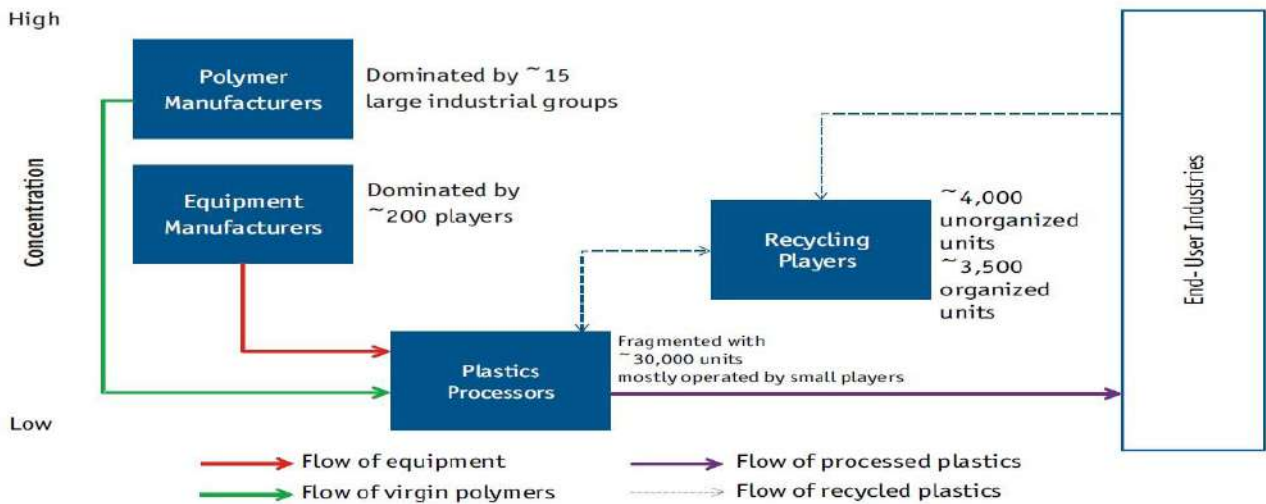 High
Concentration
Low
Polymer
Manufacturers
Dominated by ~15
large industrial groups
Equipment
Manufacturers
Dominated by
~200 players
Recycling
Players
~4,000
unorganized
units
~3,500
organized
units
End-User Industries
Plastics
Processors
Fragmented with
~30,000 units
mostly operated by small players
Flow of equipment
Flow of processed plastics
Flow of virgin polymers
Flow of recycled plastics